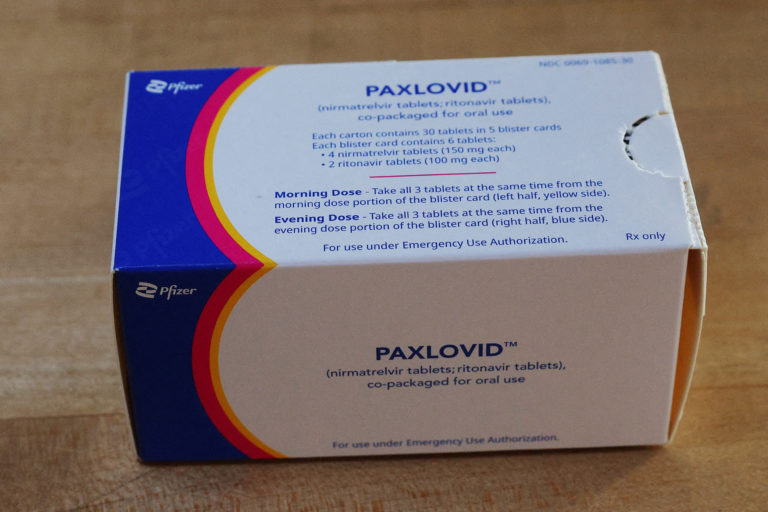 NDC 0069-1085-30
Pfizer
PAXLOVID™
(nirmatrelvir tablets; ritonavir tablets),
co-packaged for oral use
Each carton contains 30 tablets in 5 blister cards
Each blister card contains 6 tablets:
• 4 nirmatrelvir tablets (150 mg each)
• 2 ritonavir tablets (100 mg each)
Morning Dose - Take all 3 tablets at the same time from the
morning dose portion of the blister card (left half, yellow side).
Evening Dose - Take all 3 tablets at the same time from the
evening dose portion of the blister card (right half, blue side).
For use under Emergency Use Authorization.
Rx only
Pfizer
PAXLOVID™
(nirmatrelvir tablets; ritonavir tablets),
co-packaged for oral use
For use under Emergency Use Authorization.